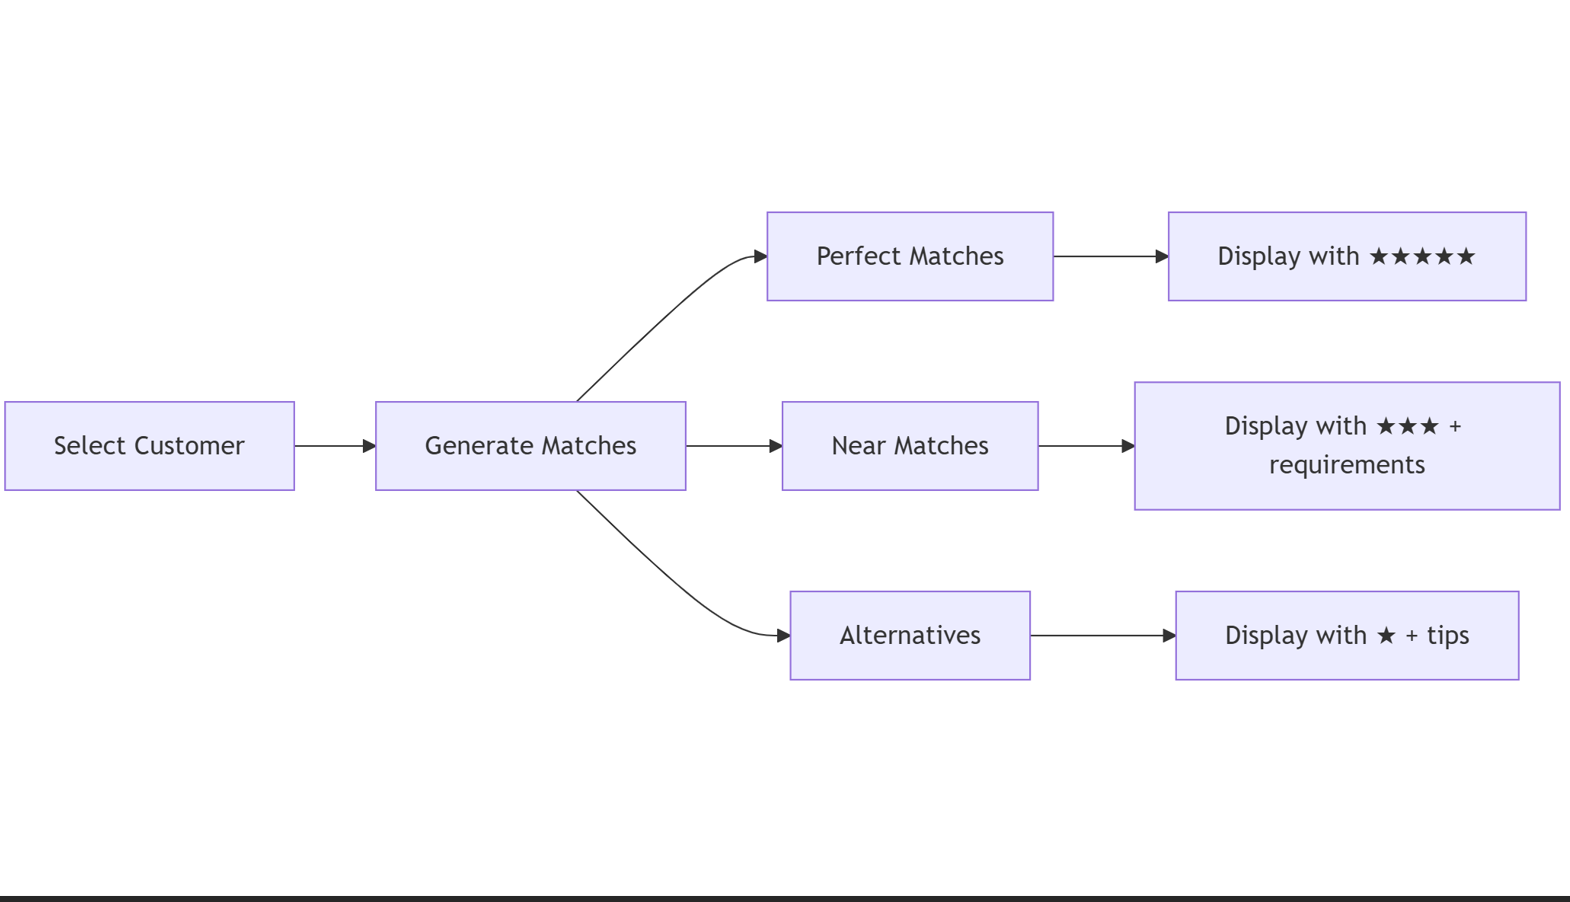 Select Customer
Generate Matches
Perfect Matches
Display with ★★★★★
Near Matches
Display with ★★★ +
requirements
Alternatives
Display with ★ + tips